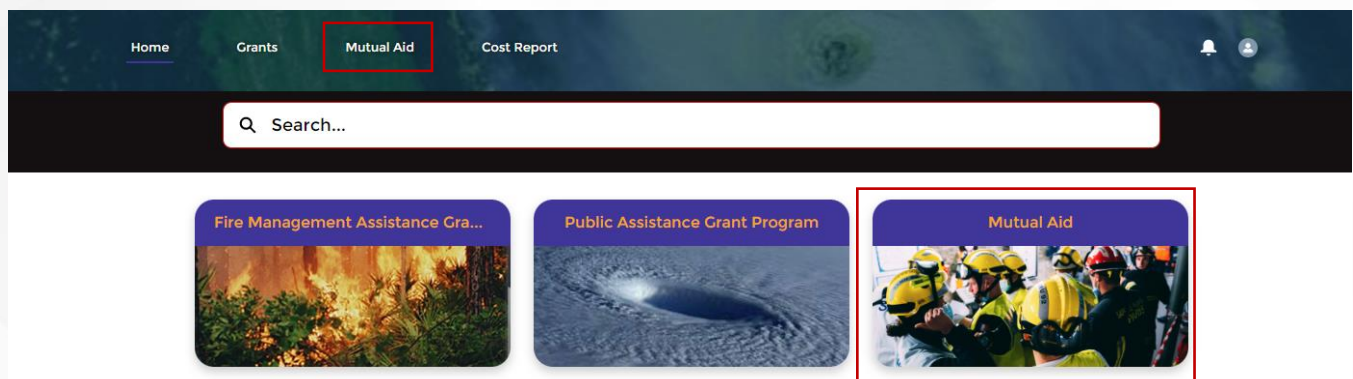 Home Grants Mutual Aid Cost Report
Search...
Fire Management Assistance Gra... Public Assistance Grant Program Mutual Aid